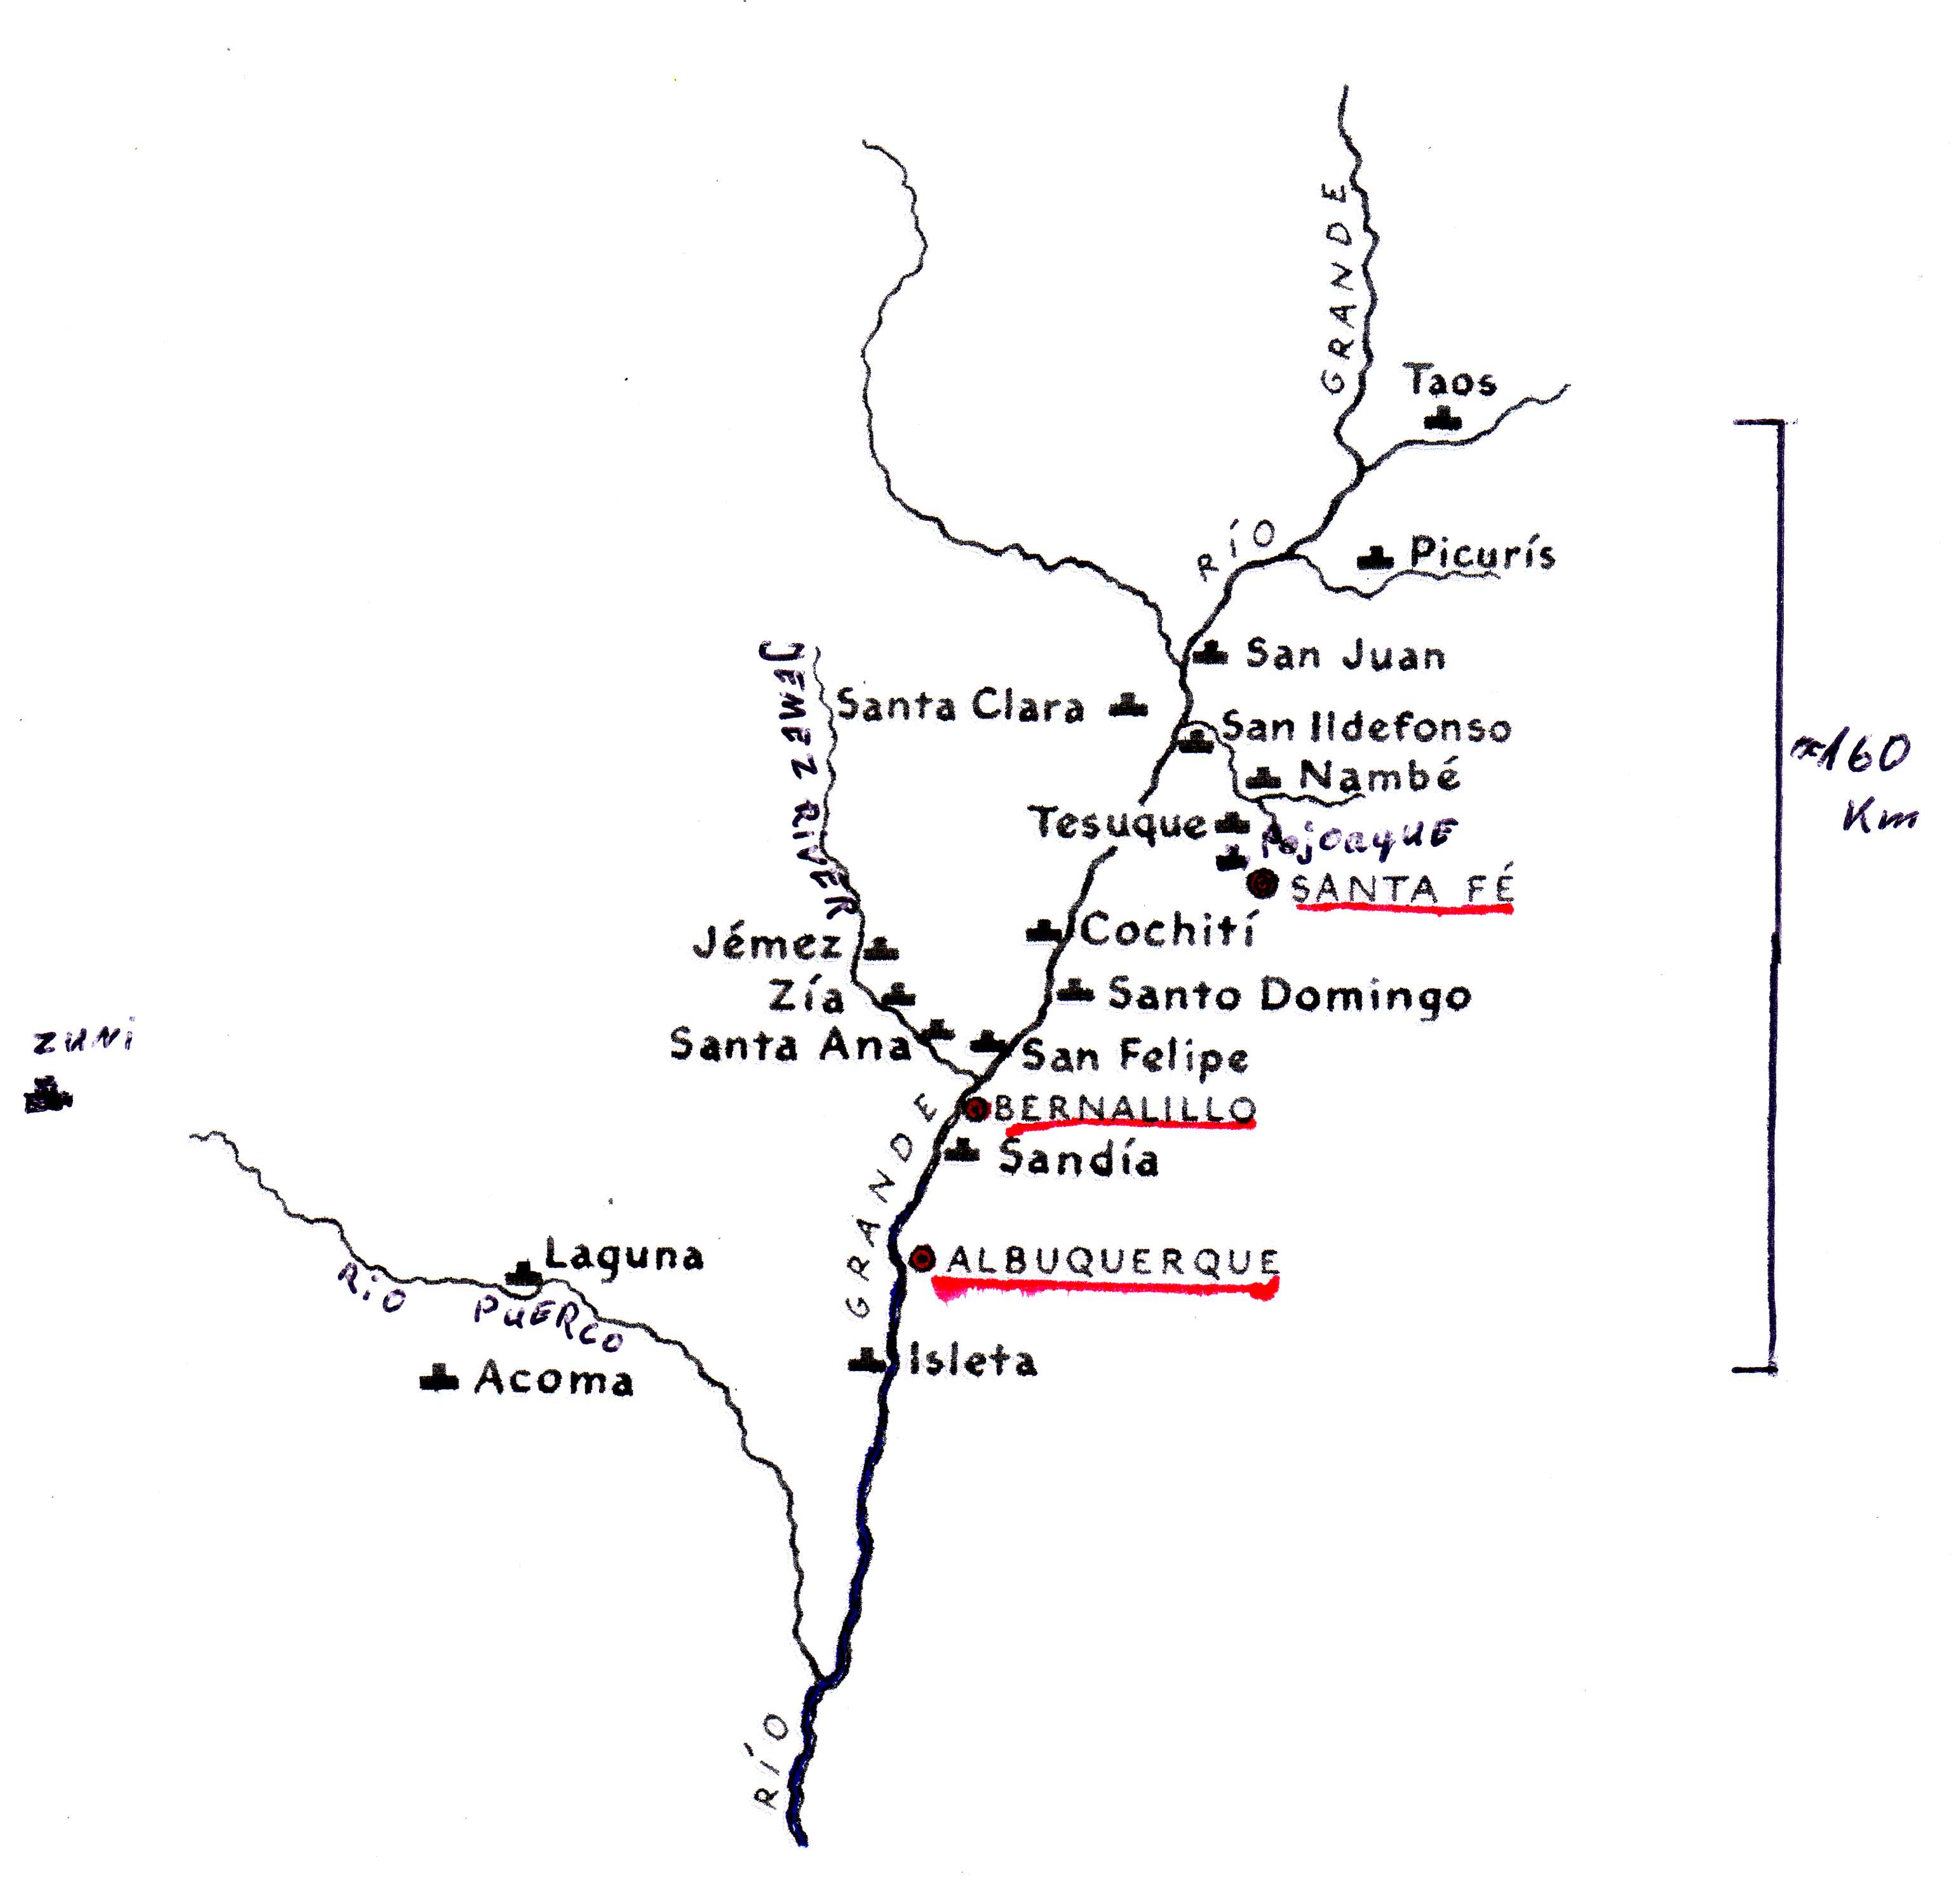 GRANDE
Taos
RÍO
Picurís
San Juan
JEMEZ RIVER
Santa Clara
San Ildefonso
≈160
Km
Nambé
Tesuque
Pojoaque
SANTA FÉ
Cochití
Jémez
Zía
Santo Domingo
ZUNi
Santa Ana
San Felipe
GRANDE
BERNALILLO
Sandía
Laguna
ALBUQUERQUE
RiO
PUERCO
Isleta
Acoma
RÍO